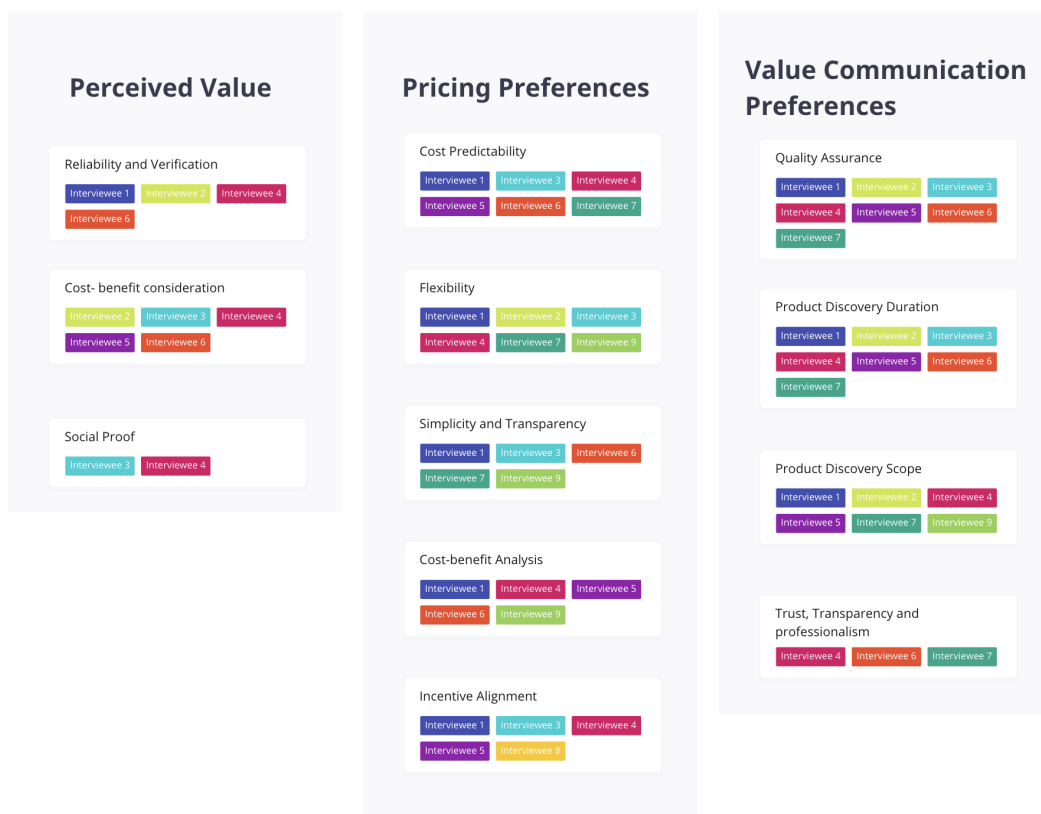 Perceived Value
Reliability and Verification
Interviewee 1 Interviewee 2 Interviewee 4
Interviewee 6
Cost- benefit consideration
Interviewee 2 Interviewee 3 Interviewee 4
Interviewee 5 Interviewee 6
Social Proof
Interviewee 3 Interviewee 4
Pricing Preferences
Cost Predictability
Interviewee 1 Interviewee 3 Interviewee 4
Interviewee 5 Interviewee 6 Interviewee 7
Flexibility
Interviewee 1 Interviewee 2 Interviewee 3
Interviewee 4 Interviewee 7 Interviewee 9
Simplicity and Transparency
Interviewee 1 Interviewee 3 Interviewee 6
Interviewee 7 Interviewee 9
Cost-benefit Analysis
Interviewee 1 Interviewee 4 Interviewee 5
Interviewee 6 Interviewee 9
Incentive Alignment
Interviewee 1 Interviewee 3 Interviewee 4
Interviewee 5 Interviewee 8
Value Communication
Preferences
Quality Assurance
Interviewee 1 Interviewee 2 Interviewee 3
Interviewee 4 Interviewee 5 Interviewee 6
Interviewee 7
Product Discovery Duration
Interviewee 1 Interviewee 2 Interviewee 3
Interviewee 4 Interviewee 5 Interviewee 6
Interviewee 7
Product Discovery Scope
Interviewee 1 Interviewee 2 Interviewee 4
Interviewee 5 Interviewee 7 Interviewee 9
Trust, Transparency and
professionalism
Interviewee 4 Interviewee 6 Interviewee 7